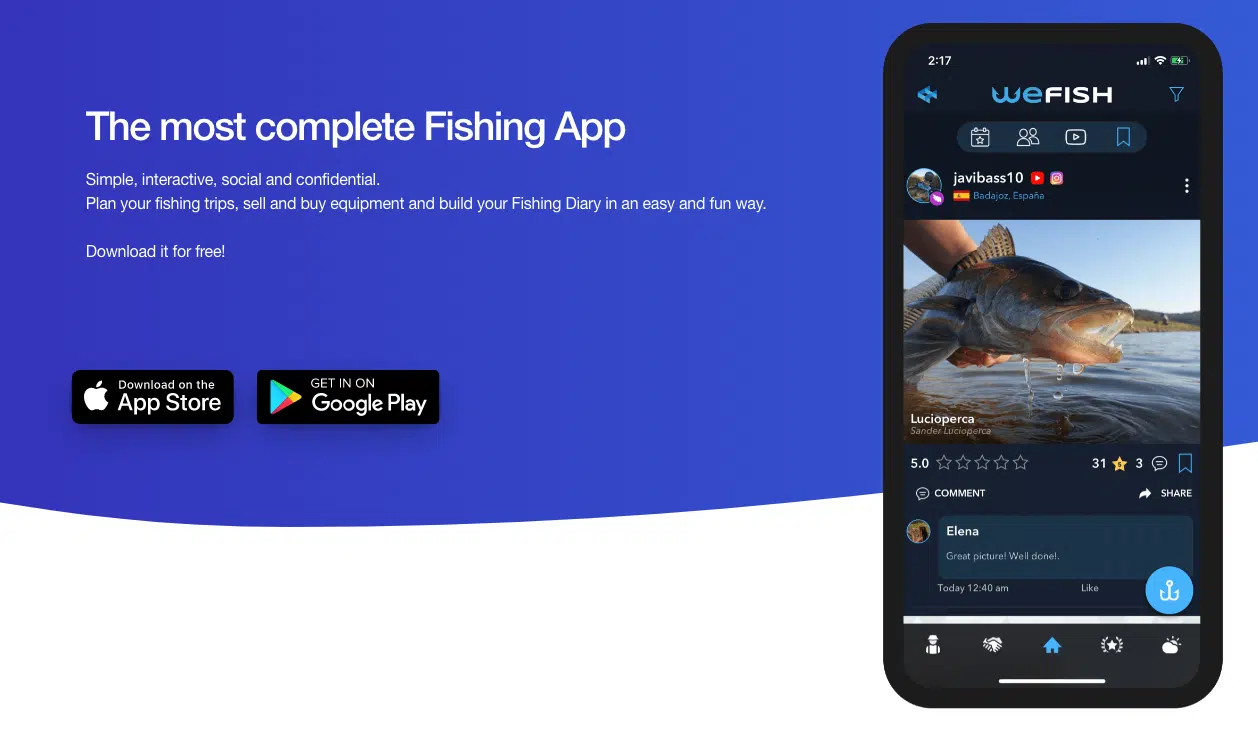 The most complete Fishing App
Simple, interactive, social and confidential.
Plan your fishing trips, sell and buy equipment and build your Fishing Diary in an easy and fun way.
Download it for free!
Download on the
App Store
GET IN ON
Google Play
2:17
weFISH
javibass10
Badajoz, España
Lucioperca
Sander Lucioperca
5.0
31
3
COMMENT
SHARE
Elena
Great picture! Well done!.
Today 12:40 am
Like